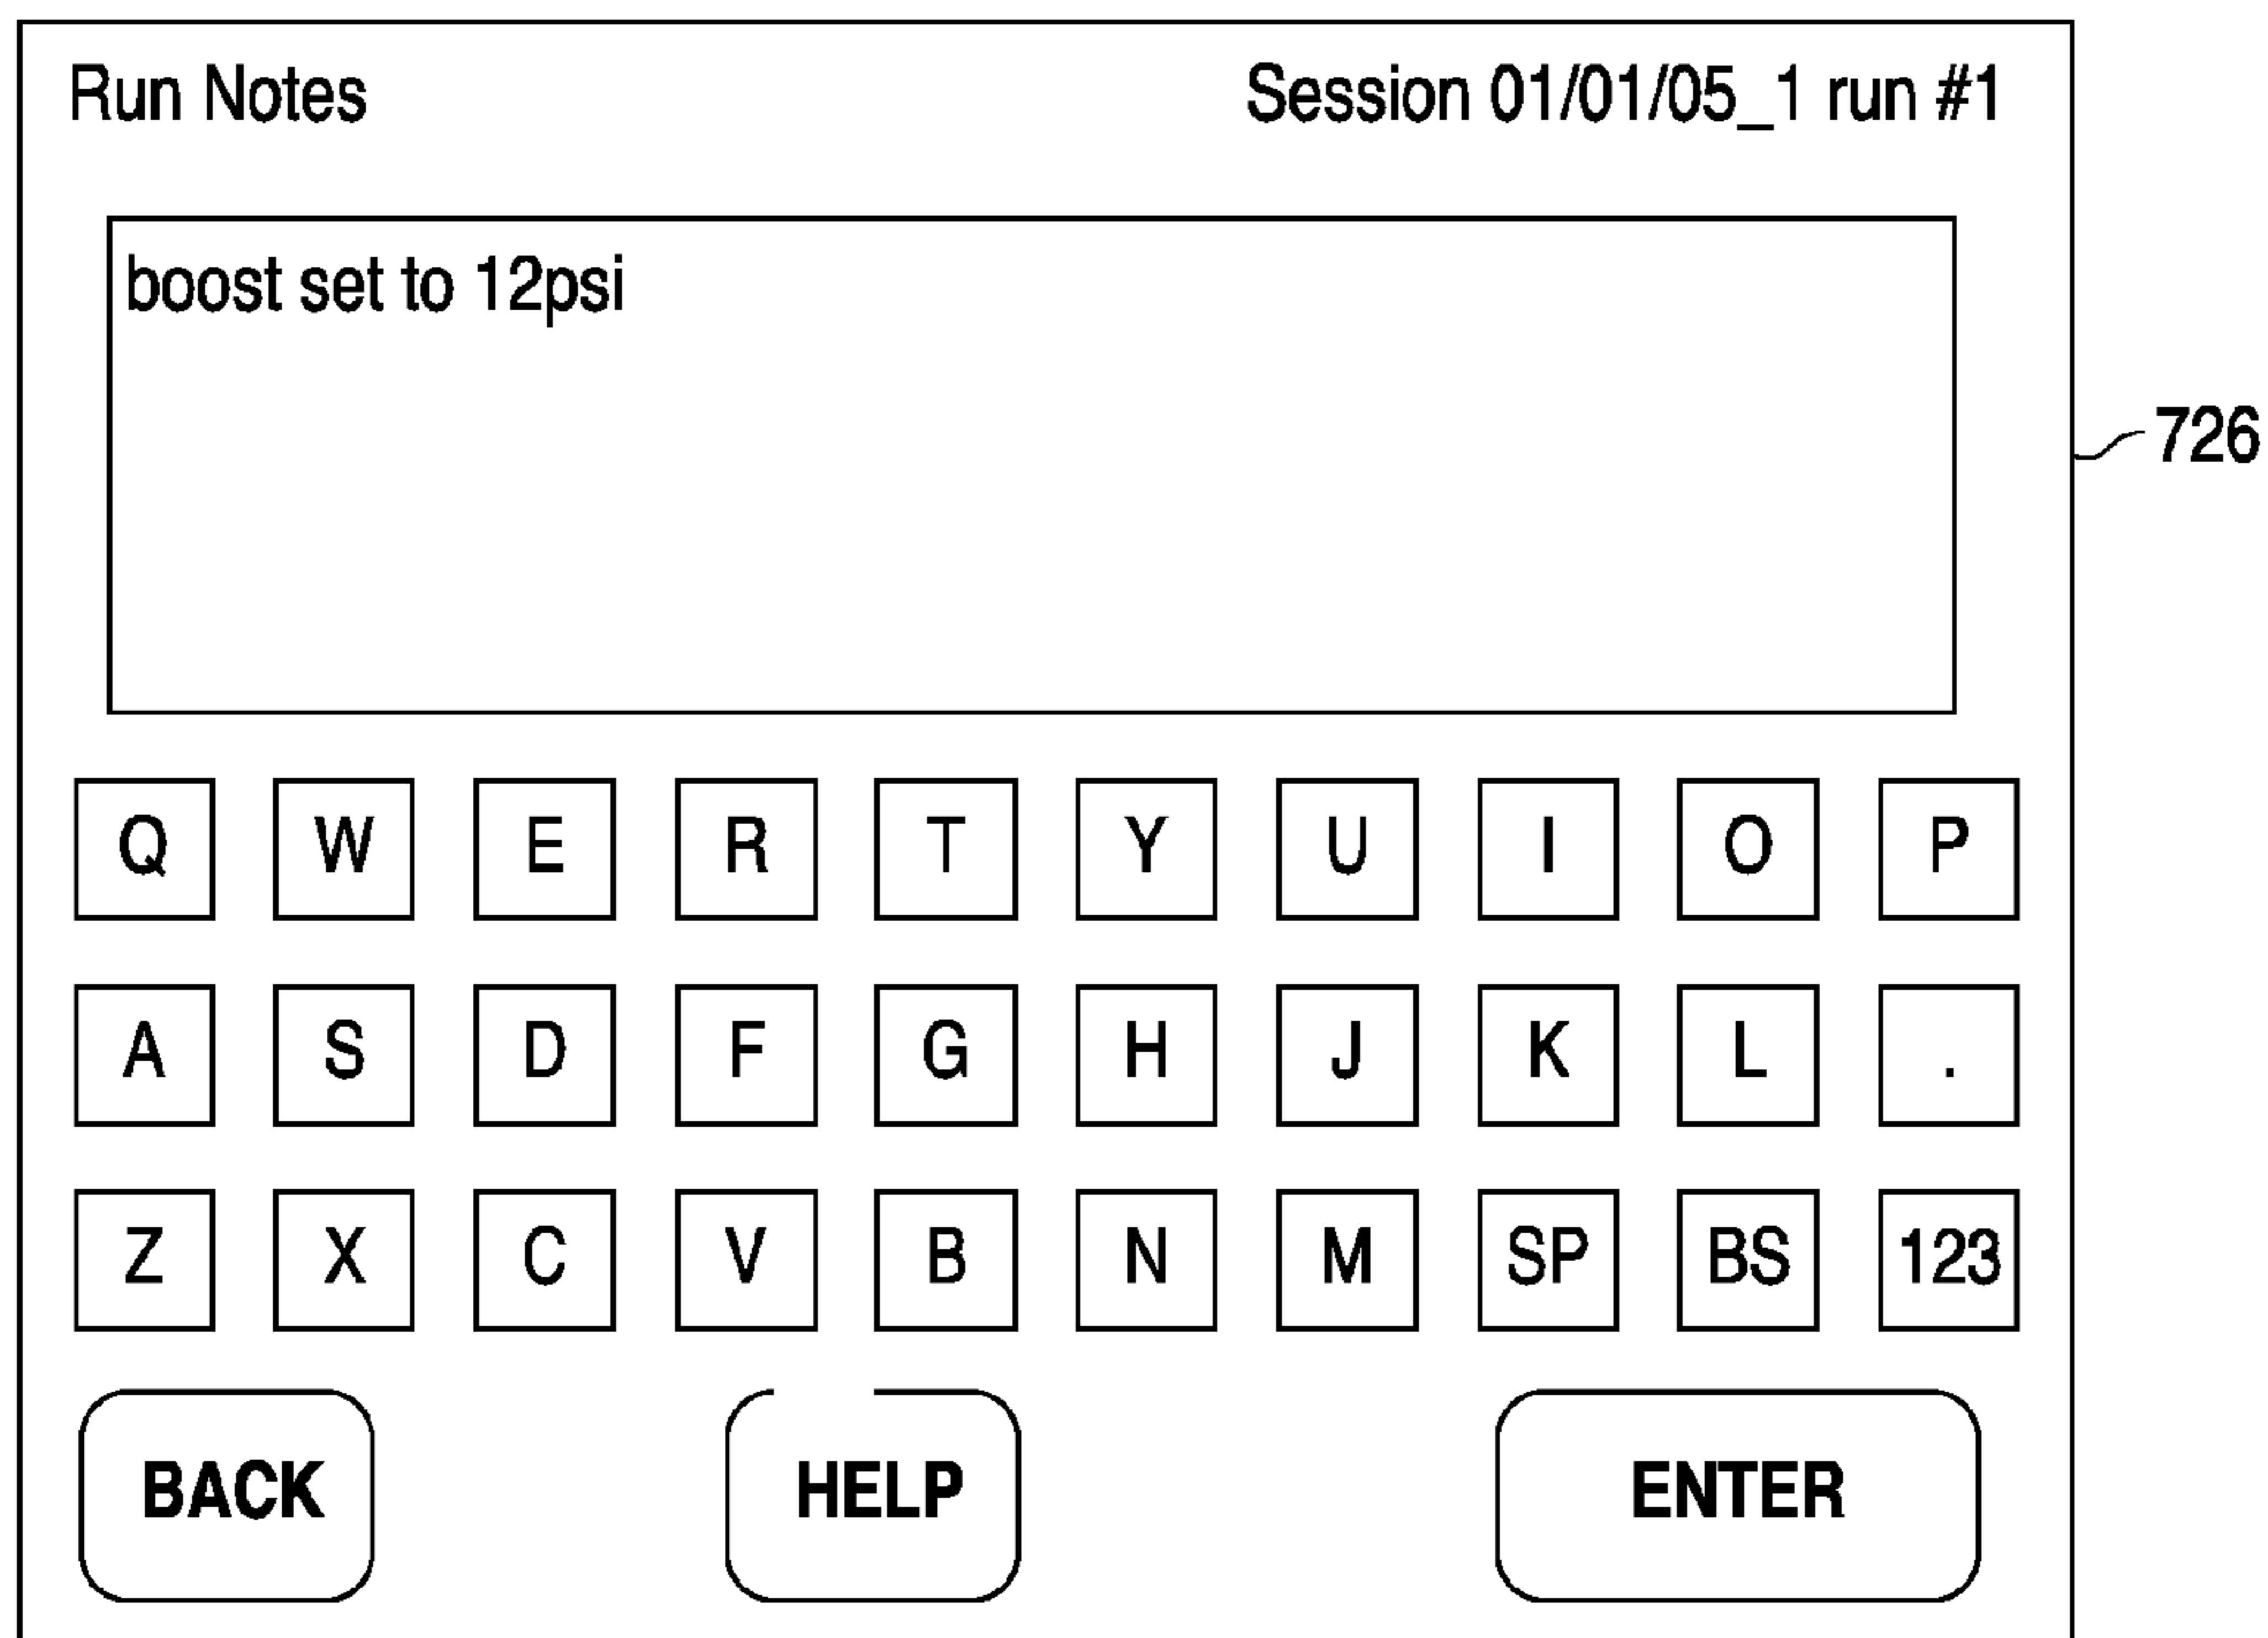 Run Notes Session 01/01/05_1 run #1
boost set to 12psi
726
Q W E R T Y U I O P
A S D F G H J K L .
Z X C V B N M SP BS 123
BACK HELP ENTER